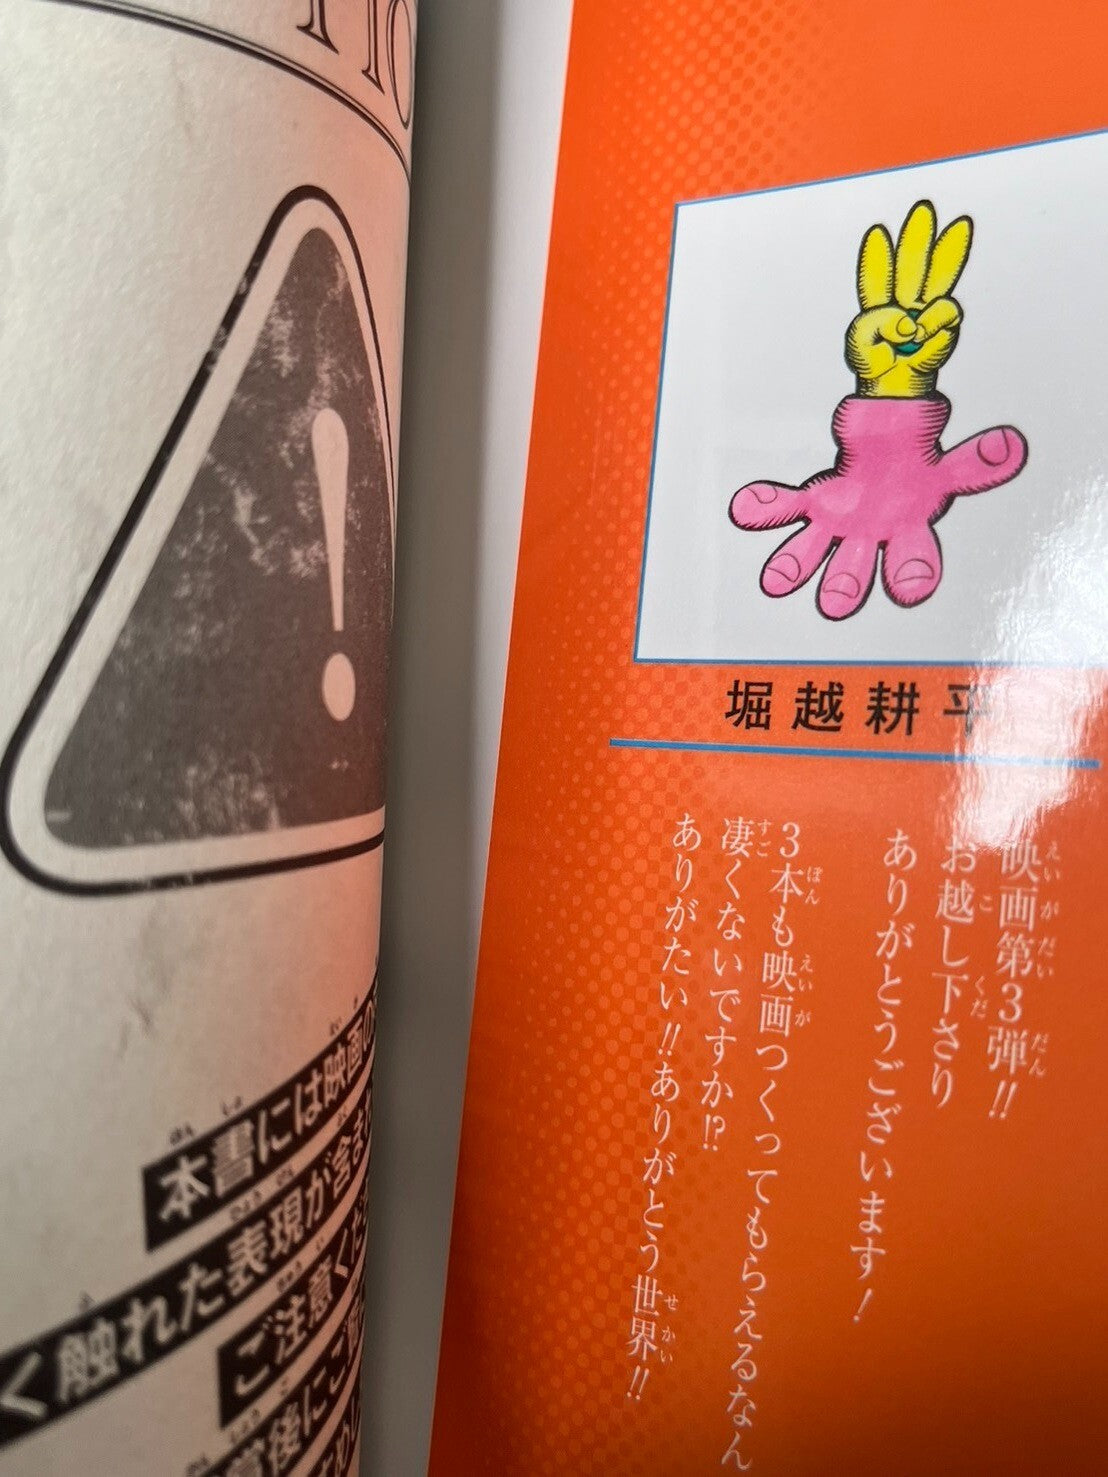 堀越耕平
映画第3弾!!
お越し下さり
ありがとうございます!
3本も映画つくってもらえるなん
凄くないですか!?
ありがたい!!ありがとう世界!!
本書には映画の
く触れた表現が含ま
ご注意くだ
後にご